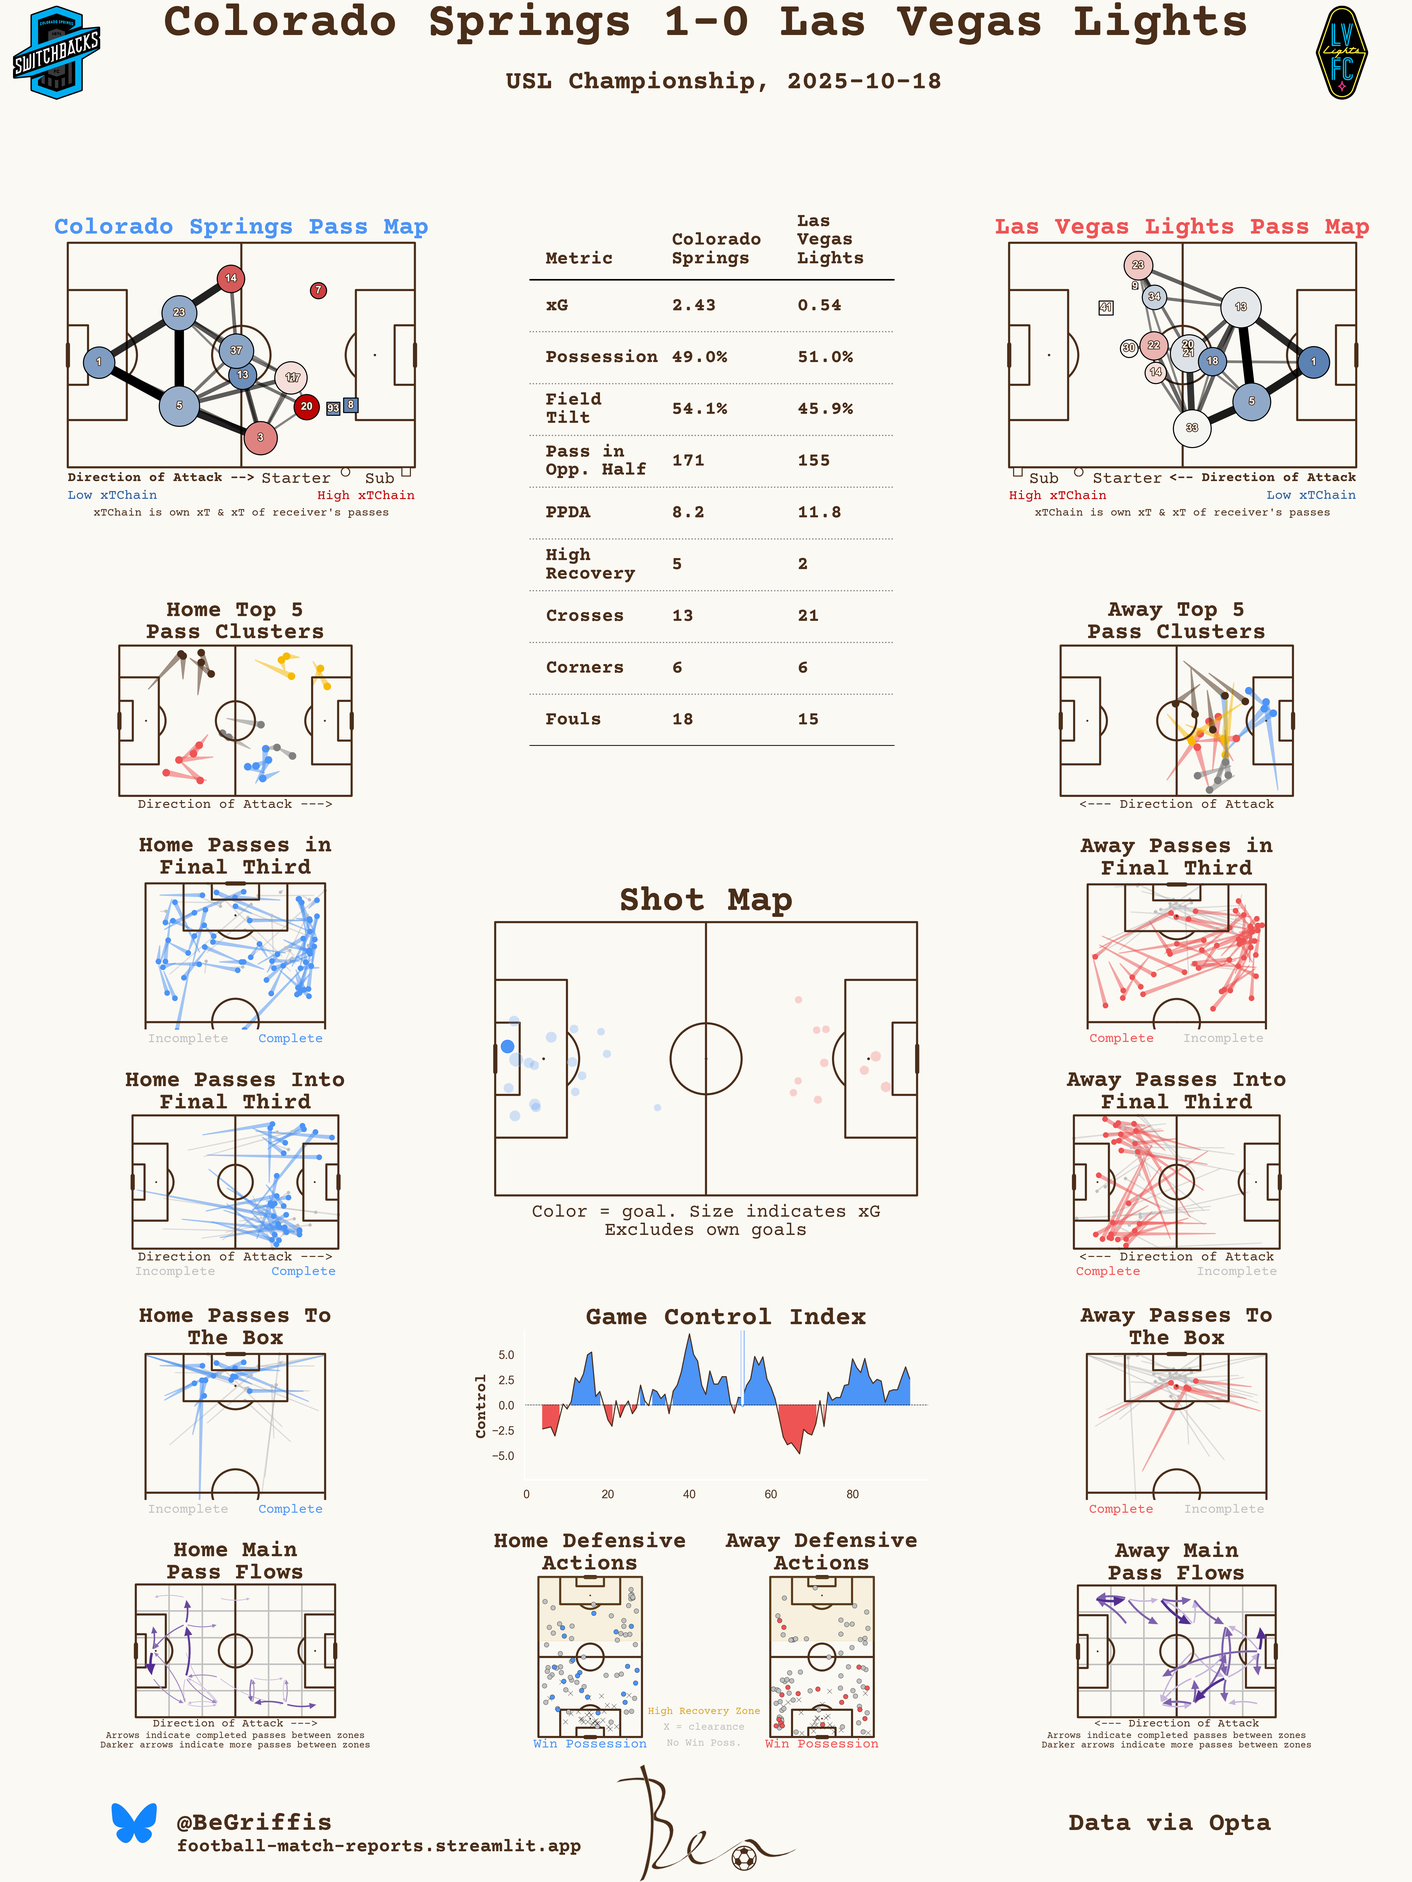 Colorado Springs 1-0 Las Vegas Lights
USL Championship, 2025-10-18
COLORADO SPRINGS
SWITCHBACKS
LV
Lights
FC
Colorado Springs Pass Map
14
7
23
37
1
13
20
93
8
5
3
Direction of Attack --> Starter Sub
Low xTChain High xTChain
xTChain is own xT & xT of receiver's passes
Metric Colorado Springs Las Vegas Lights
xG 2.43 0.54
Possession 49.0% 51.0%
Field Tilt 54.1% 45.9%
Pass in Opp. Half 171 155
PPDA 8.2 11.8
High Recovery 5 2
Crosses 13 21
Corners 6 6
Fouls 18 15
Las Vegas Lights Pass Map
23
9
34
41
13
30
22
20
21
18
1
14
5
33
Sub Starter <-- Direction of Attack
High xTChain Low xTChain
xTChain is own xT & xT of receiver's passes
Home Top 5
Pass Clusters
Direction of Attack --->
Away Top 5
Pass Clusters
<--- Direction of Attack
Home Passes in
Final Third
Incomplete Complete
Away Passes in
Final Third
Complete Incomplete
Shot Map
Color = goal. Size indicates xG
Excludes own goals
Home Passes Into
Final Third
Direction of Attack --->
Incomplete Complete
Away Passes Into
Final Third
<--- Direction of Attack
Complete Incomplete
Home Passes To
The Box
Incomplete Complete
Game Control Index
Control
5.0
2.5
0.0
−2.5
−5.0
0 20 40 60 80
Away Passes To
The Box
Complete Incomplete
Home Main
Pass Flows
Direction of Attack --->
Arrows indicate completed passes between zones
Darker arrows indicate more passes between zones
Home Defensive
Actions
Win Possession
Away Defensive
Actions
Win Possession
High Recovery Zone
X = clearance
No Win Poss.
Away Main
Pass Flows
<--- Direction of Attack
Arrows indicate completed passes between zones
Darker arrows indicate more passes between zones
@BeGriffis
football-match-reports.streamlit.app
Ben
Data via Opta